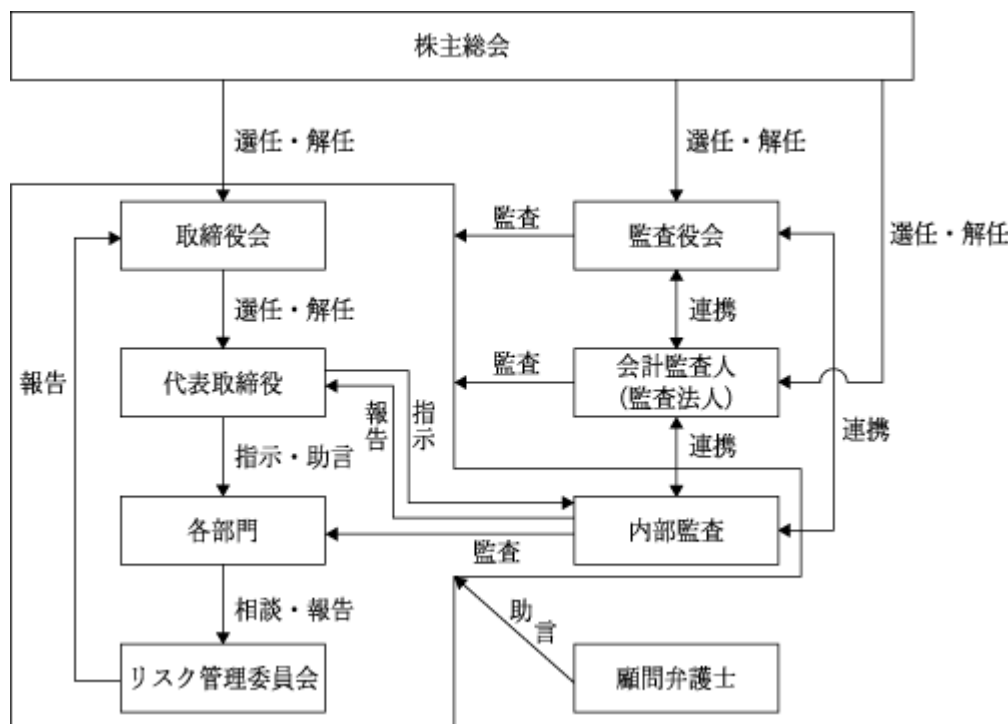 株主総会
選任・解任
選任・解任
選任・解任
取締役会
監査
監査役会
選任・解任
連携
報告
代表取締役
監査
会計監査人
（監査法人）
報告
指示
連携
連携
指示・助言
各部門
監査
内部監査
相談・報告
助言
リスク管理委員会
顧問弁護士